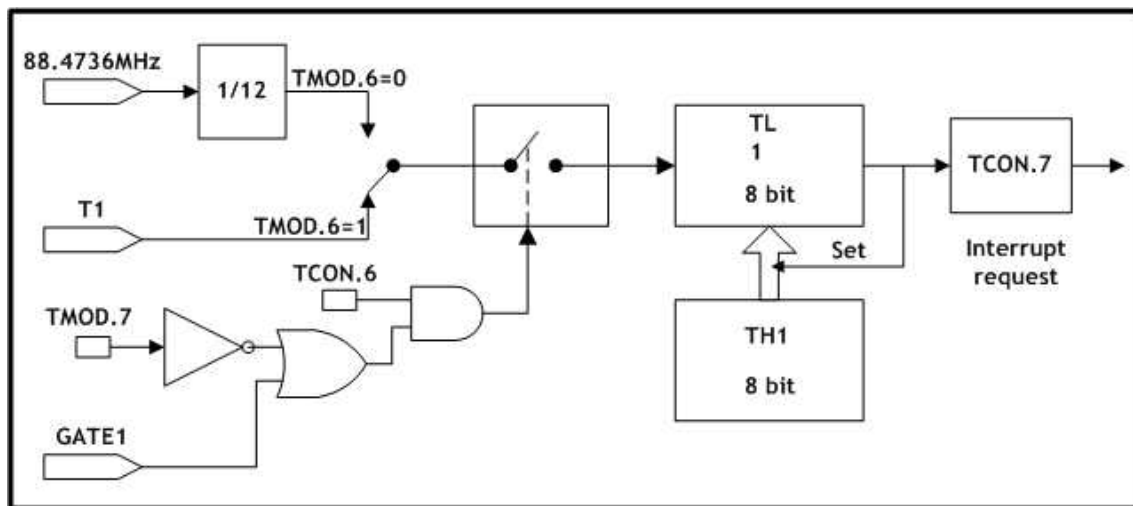 88.4736MHz
1/12
TMOD.6=0
T1
TMOD.6=1
TCON.6
TMOD.7
GATE1
TL
1
8 bit
Set
TH1
8 bit
TCON.7
Interrupt
request